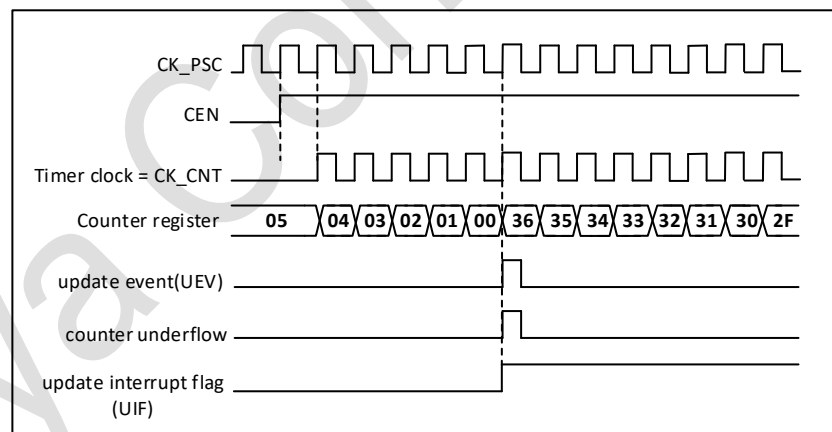 CK_PSC
CEN
Timer clock = CK_CNT
Counter register 05 04 03 02 01 00 36 35 34 33 32 31 30 2F
update event(UEV)
counter underflow
update interrupt flag
(UIF)